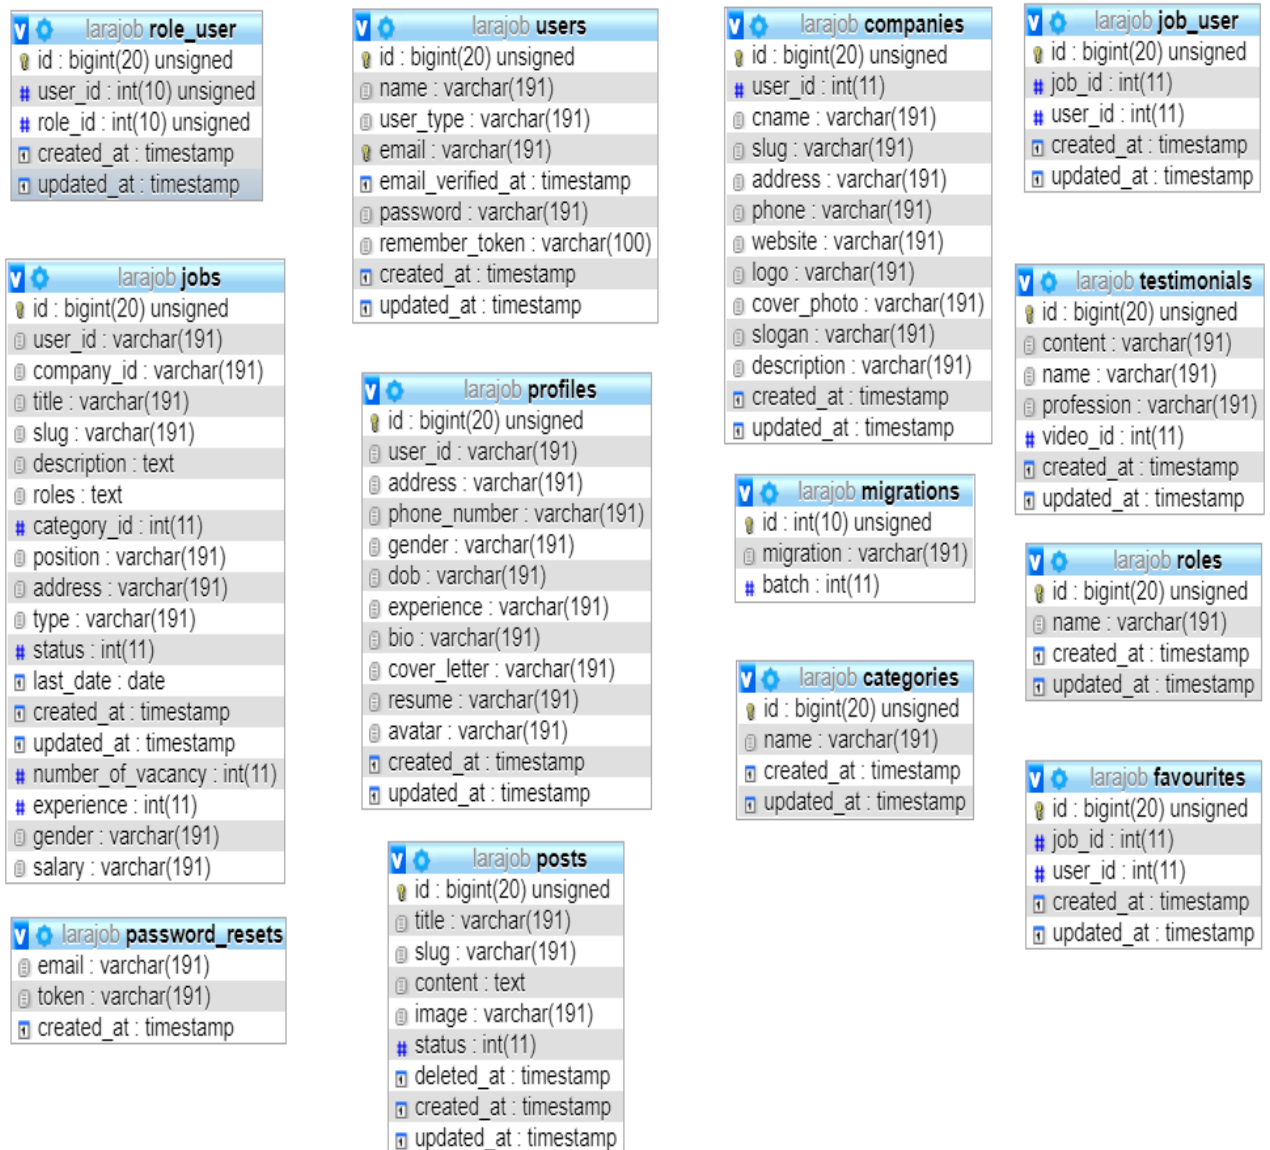 larajob role_user
id : bigint(20) unsigned
user_id : int(10) unsigned
role_id : int(10) unsigned
created_at : timestamp
updated_at : timestamp
larajob jobs
id : bigint(20) unsigned
user_id : varchar(191)
company_id : varchar(191)
title : varchar(191)
slug : varchar(191)
description : text
roles : text
category_id : int(11)
position : varchar(191)
address : varchar(191)
type : varchar(191)
status : int(11)
last_date : date
created_at : timestamp
updated_at : timestamp
number_of_vacancy : int(11)
experience : int(11)
gender : varchar(191)
salary : varchar(191)
larajob password_resets
email : varchar(191)
token : varchar(191)
created_at : timestamp
larajob users
id : bigint(20) unsigned
name : varchar(191)
user_type : varchar(191)
email : varchar(191)
email_verified_at : timestamp
password : varchar(191)
remember_token : varchar(100)
created_at : timestamp
updated_at : timestamp
larajob profiles
id : bigint(20) unsigned
user_id : varchar(191)
address : varchar(191)
phone_number : varchar(191)
gender : varchar(191)
dob : varchar(191)
experience : varchar(191)
bio : varchar(191)
cover_letter : varchar(191)
resume : varchar(191)
avatar : varchar(191)
created_at : timestamp
updated_at : timestamp
larajob posts
id : bigint(20) unsigned
title : varchar(191)
slug : varchar(191)
content : text
image : varchar(191)
status : int(11)
deleted_at : timestamp
created_at : timestamp
updated_at : timestamp
larajob companies
id : bigint(20) unsigned
user_id : int(11)
cname : varchar(191)
slug : varchar(191)
address : varchar(191)
phone : varchar(191)
website : varchar(191)
logo : varchar(191)
cover_photo : varchar(191)
slogan : varchar(191)
description : varchar(191)
created_at : timestamp
updated_at : timestamp
larajob migrations
id : int(10) unsigned
migration : varchar(191)
batch : int(11)
larajob categories
id : bigint(20) unsigned
name : varchar(191)
created_at : timestamp
updated_at : timestamp
larajob job_user
id : bigint(20) unsigned
job_id : int(11)
user_id : int(11)
created_at : timestamp
updated_at : timestamp
larajob testimonials
id : bigint(20) unsigned
content : varchar(191)
name : varchar(191)
profession : varchar(191)
video_id : int(11)
created_at : timestamp
updated_at : timestamp
larajob roles
id : bigint(20) unsigned
name : varchar(191)
created_at : timestamp
updated_at : timestamp
larajob favourites
id : bigint(20) unsigned
job_id : int(11)
user_id : int(11)
created_at : timestamp
updated_at : timestamp